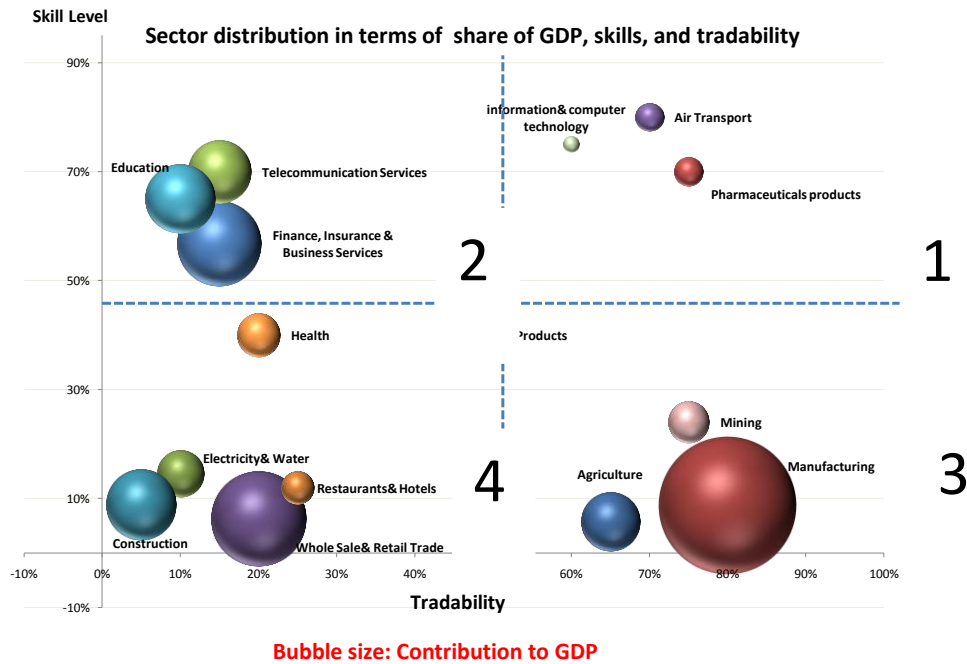 Skill Level
Sector distribution in terms of share of GDP, skills, and tradability
90%
information& computer
technology
Air Transport
70%
Education
Telecommunication Services
Pharmaceuticals products
Finance, Insurance &
Business Services
2
1
50%
Health
Products
30%
Mining
Electricity& Water
Manufacturing
Agriculture
4
3
Restaurants& Hotels
10%
Construction
Whole Sale& Retail Trade
-10%
0%
10%
20%
30%
40%
60%
70%
80%
90%
100%
Tradability
-10%
Bubble size: Contribution to GDP